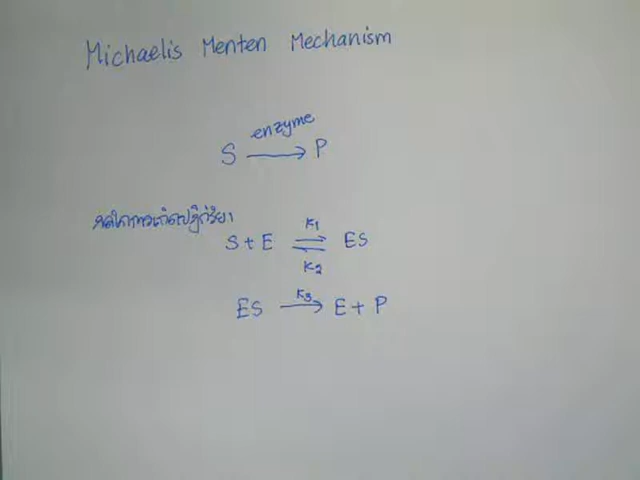 Michaelis Menten Mechanism
enzyme
S ⟶ P
กลไกการเกิดปฏิกิริยา
K1
S + E ⇌ ES
K2
K3
ES ⟶ E + P